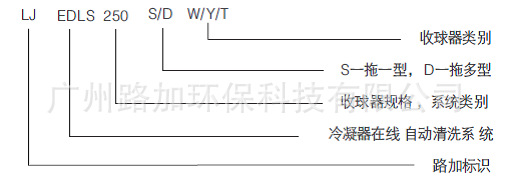 LJ EDLS 250 S/D W/Y/T
收球器类别
S一拖一型，D一拖多型
广州路加环保科技有限公司
收球器规格，系统类别
冷凝器在线 自动清洗系 统
路加标识